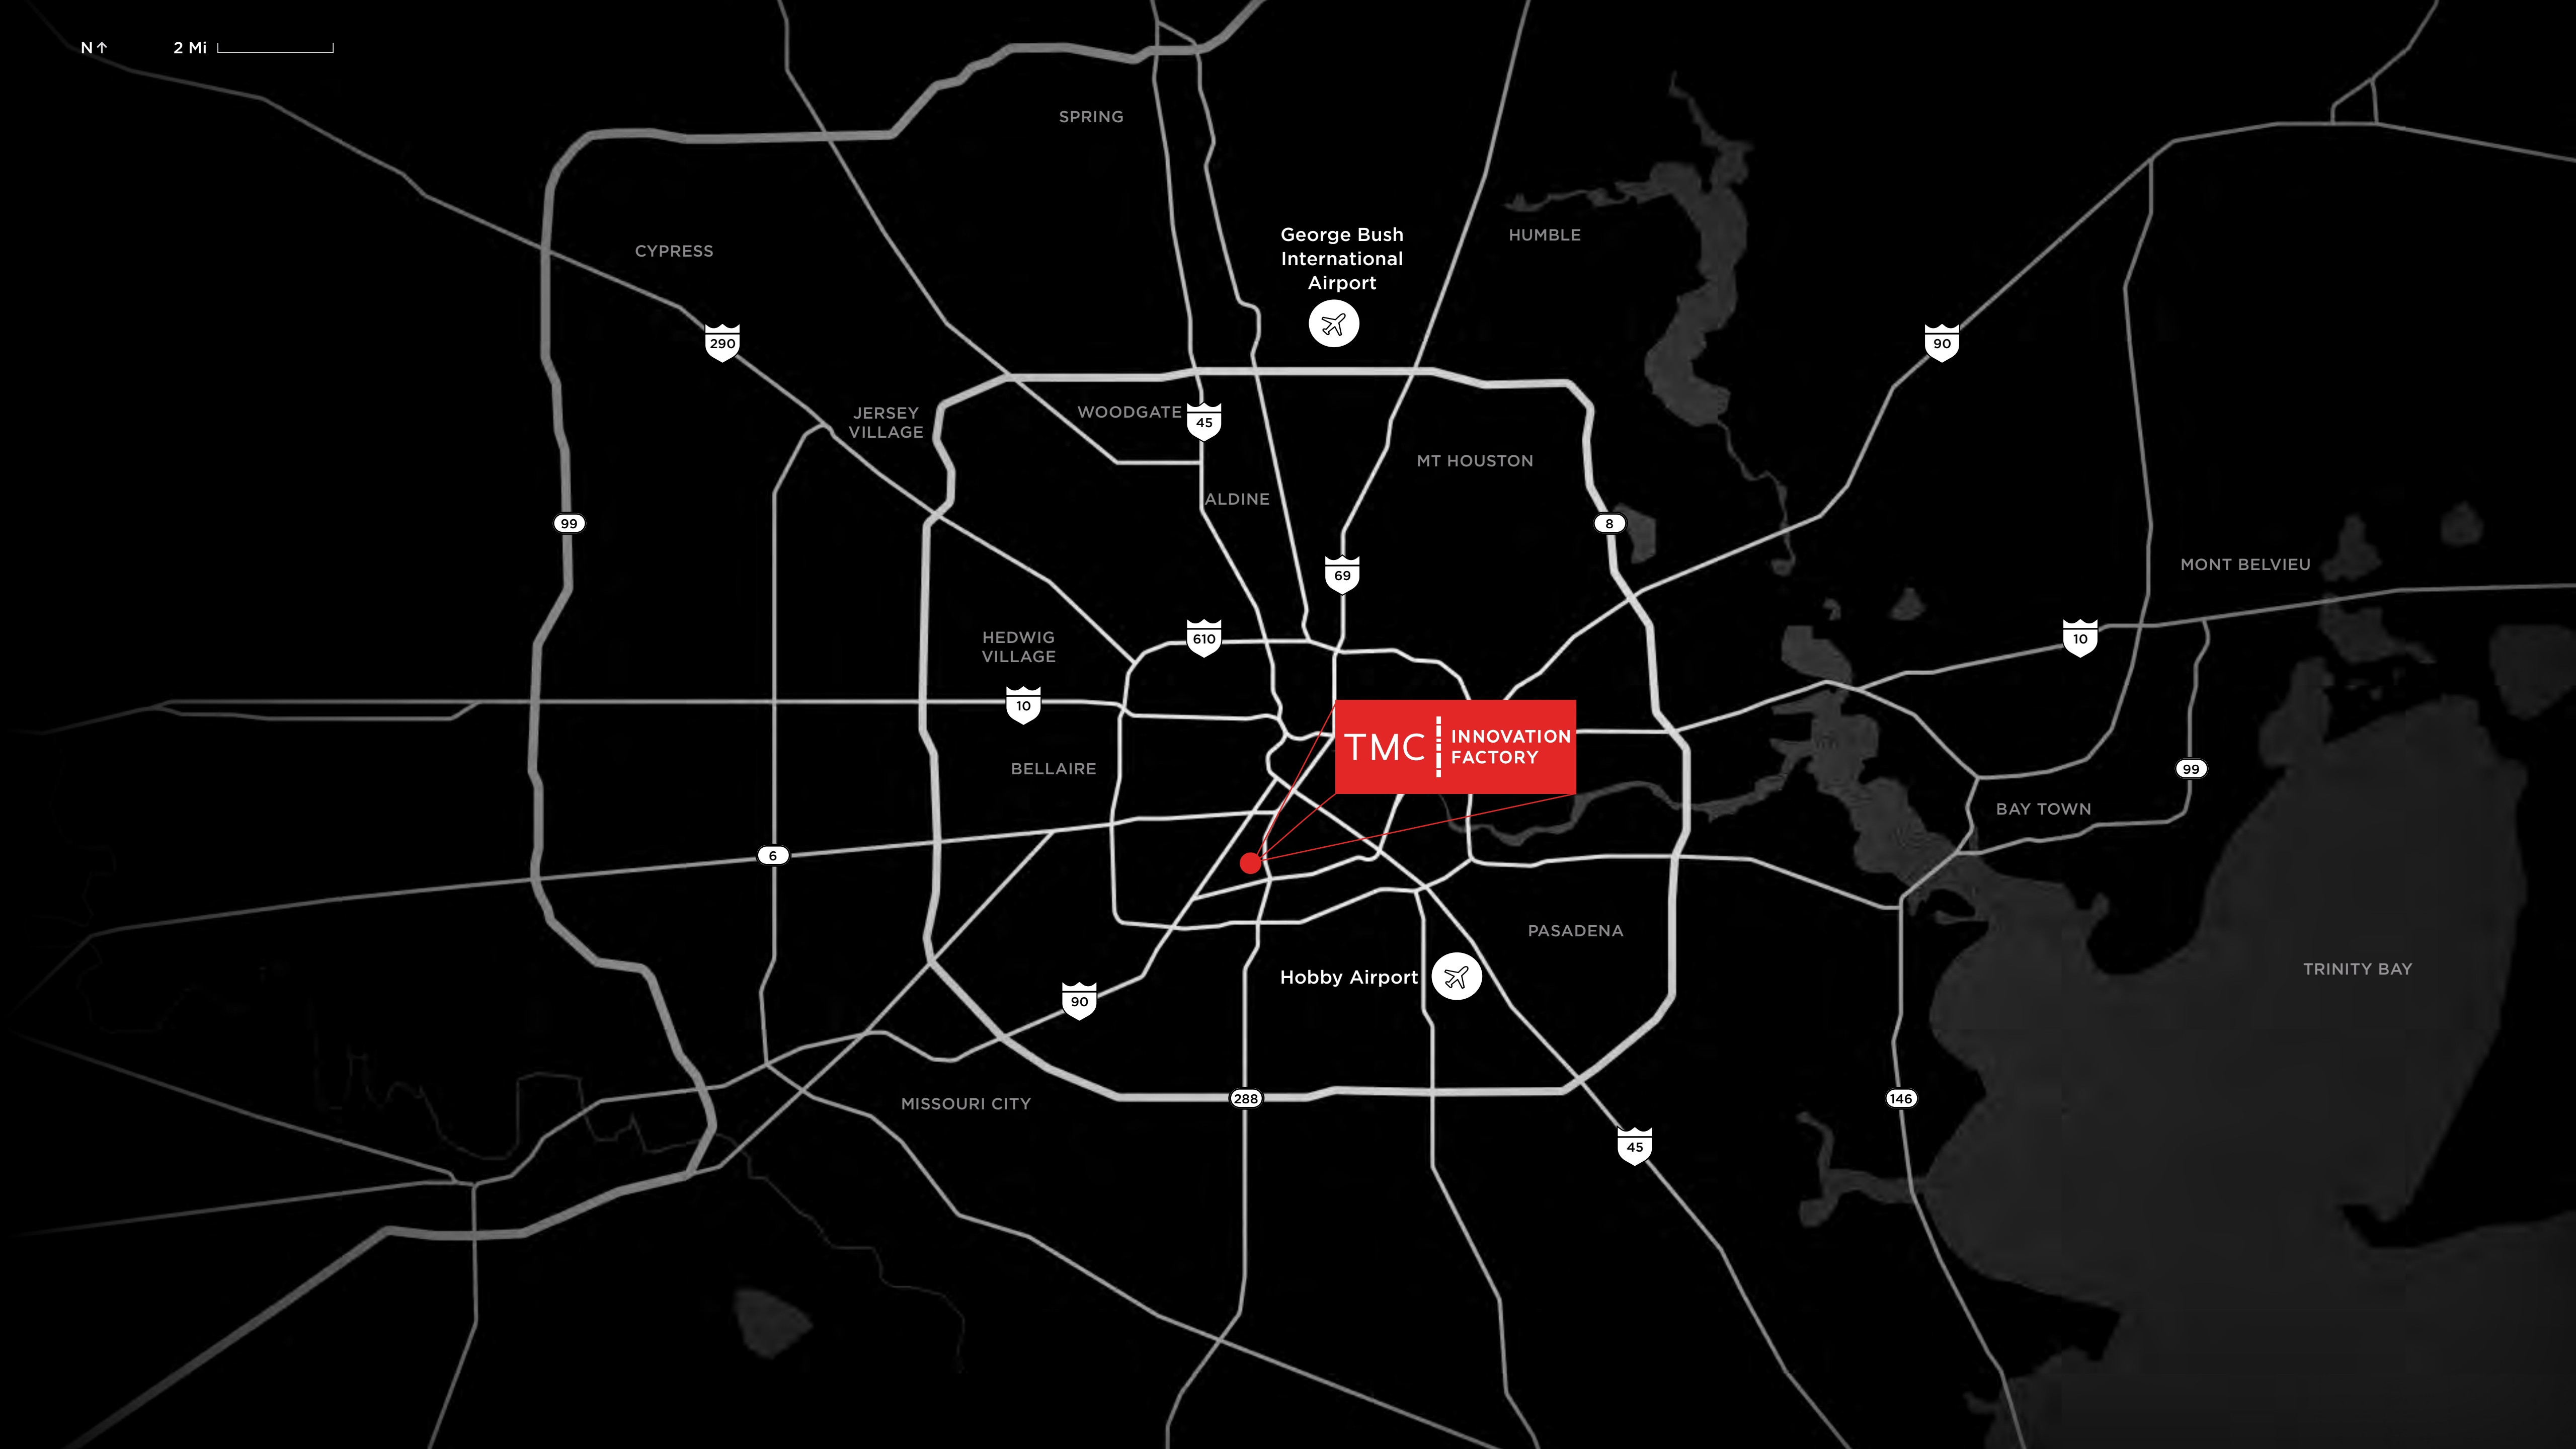 N↑
2 Mi
SPRING
George Bush
International
Airport
HUMBLE
CYPRESS
290
90
JERSEY
VILLAGE
WOODGATE
45
MT HOUSTON
ALDINE
99
8
69
MONT BELVIEU
HEDWIG
VILLAGE
610
10
10
TMC
INNOVATION
FACTORY
BELLAIRE
99
BAY TOWN
6
PASADENA
TRINITY BAY
Hobby Airport
90
MISSOURI CITY
288
146
45